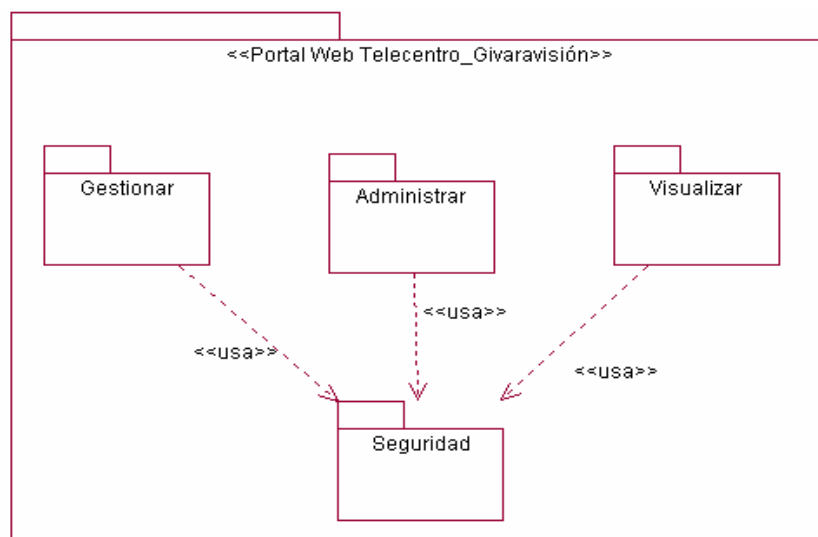 <<Portal Web Telecentro_Givaravisión>>
Gestionar
Administrar
Visualizar
<<usa>>
<<usa>>
<<usa>>
Seguridad